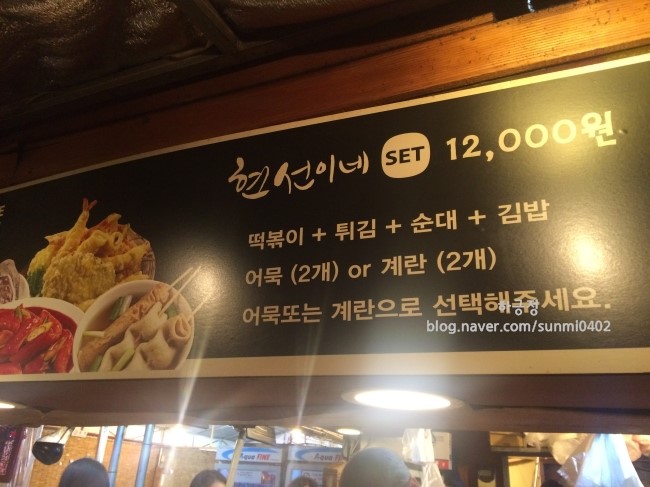 현선이네 SET 12,000원
떡볶이 + 튀김 + 순대 + 김밥
어묵 (2개) or 계란 (2개)
어묵또는 계란으로 선택해주세요.
blog.naver.com/sunmi0402
Aqua FINE